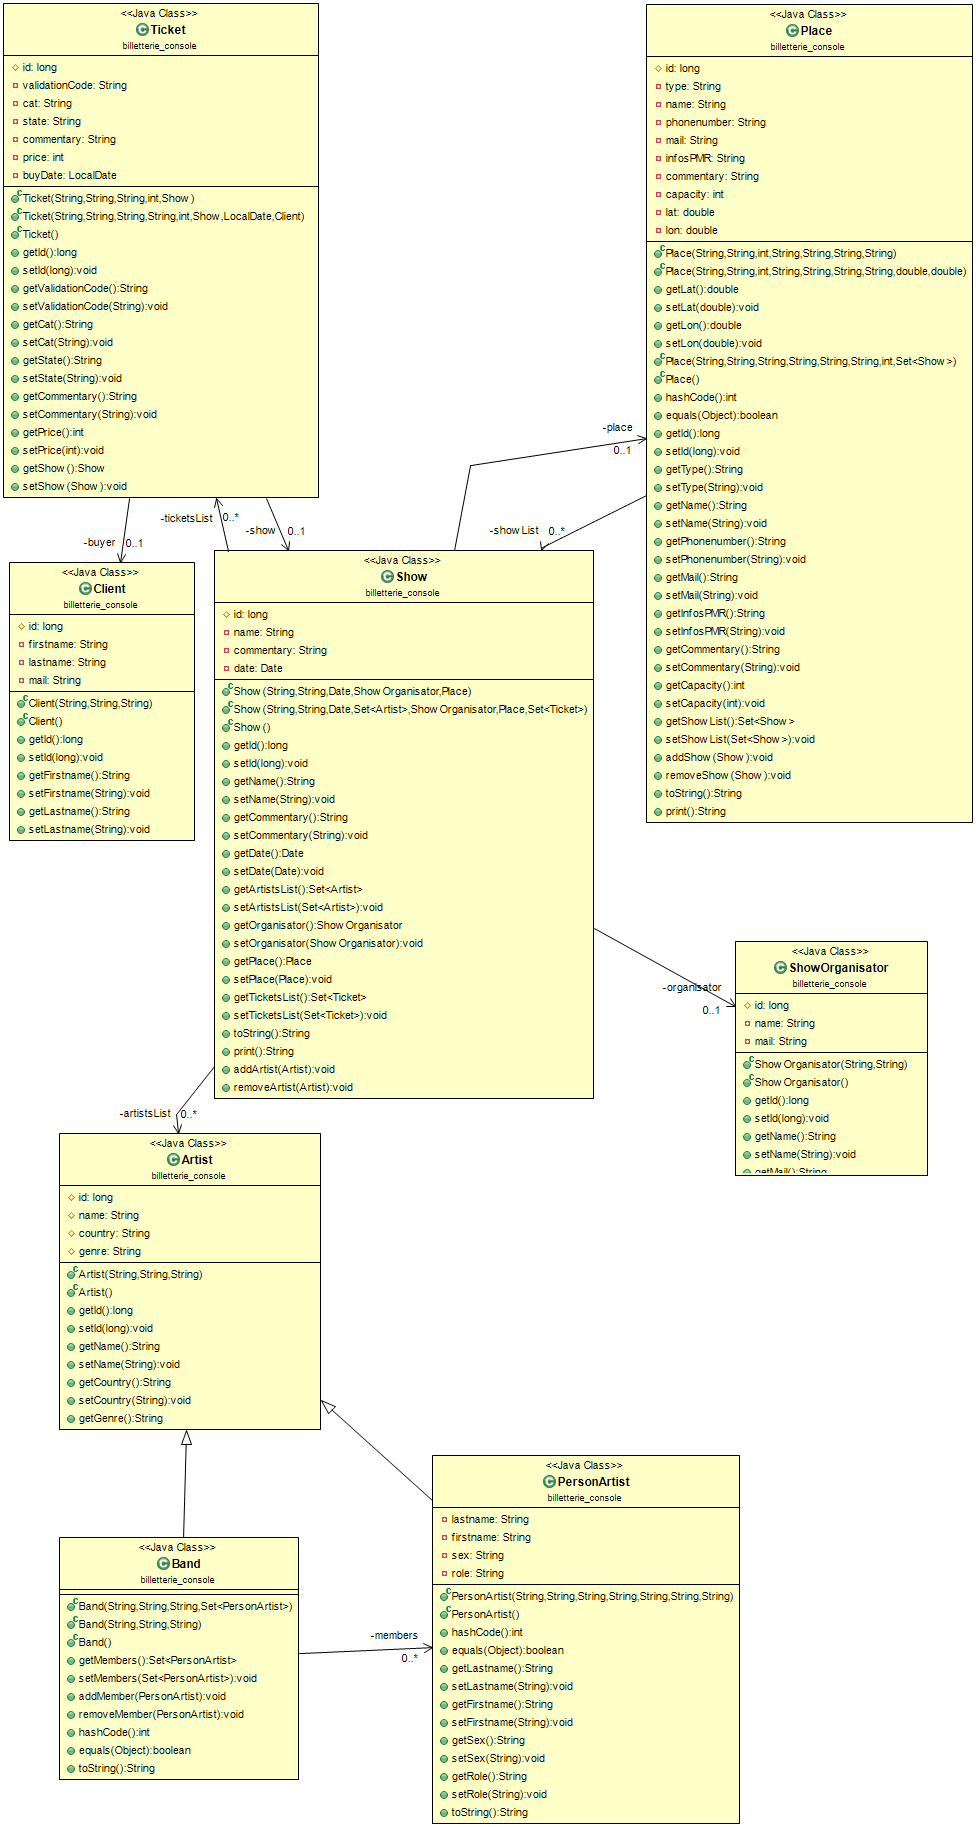 <<Java Class>>
Ticket
billetterie_console
id: long
validationCode: String
cat: String
state: String
commentary: String
price: int
buyDate: LocalDate
Ticket(String,String,String,int,Show)
Ticket(String,String,String,String,int,Show,LocalDate,Client)
Ticket()
getId():long
setId(long):void
getValidationCode():String
setValidationCode(String):void
getCat():String
setCat(String):void
getState():String
setState(String):void
getCommentary():String
setCommentary(String):void
getPrice():int
setPrice(int):void
getShow():Show
setShow(Show):void
<<Java Class>>
Place
billetterie_console
id: long
type: String
name: String
phonenumber: String
mail: String
infosPMR: String
commentary: String
capacity: int
lat: double
lon: double
Place(String,String,int,String,String,String,String)
Place(String,String,int,String,String,String,String,double,double)
getLat():double
setLat(double):void
getLon():double
setLon(double):void
Place(String,String,String,String,String,String,int,Set<Show>)
Place()
hashCode():int
equals(Object):boolean
getId():long
setId(long):void
getType():String
setType(String):void
getName():String
setName(String):void
getPhonenumber():String
setPhonenumber(String):void
getMail():String
setMail(String):void
getInfosPMR():String
setInfosPMR(String):void
getCommentary():String
setCommentary(String):void
getCapacity():int
setCapacity(int):void
getShowList():Set<Show>
setShowList(Set<Show>):void
addShow(Show):void
removeShow(Show):void
toString():String
print():String
-place
0..1
-showList 0..*
-ticketsList 0..*
-show 0..1
-buyer 0..1
<<Java Class>>
Client
billetterie_console
id: long
firstname: String
lastname: String
mail: String
Client(String,String,String)
Client()
getId():long
setId(long):void
getFirstname():String
setFirstname(String):void
getLastname():String
setLastname(String):void
<<Java Class>>
Show
billetterie_console
id: long
name: String
commentary: String
date: Date
Show(String,String,Date,ShowOrganisator,Place)
Show(String,String,Date,Set<Artist>,ShowOrganisator,Place,Set<Ticket>)
Show()
getId():long
setId(long):void
getName():String
setName(String):void
getCommentary():String
setCommentary(String):void
getDate():Date
setDate(Date):void
getArtistsList():Set<Artist>
setArtistsList(Set<Artist>):void
getOrganisator():ShowOrganisator
setOrganisator(ShowOrganisator):void
getPlace():Place
setPlace(Place):void
getTicketsList():Set<Ticket>
setTicketsList(Set<Ticket>):void
toString():String
print():String
addArtist(Artist):void
removeArtist(Artist):void
-organisator
0..1
<<Java Class>>
ShowOrganisator
billetterie_console
id: long
name: String
mail: String
ShowOrganisator(String,String)
ShowOrganisator()
getId():long
setId(long):void
getName():String
setName(String):void
getMail():String
-artistsList 0..*
<<Java Class>>
Artist
billetterie_console
id: long
name: String
country: String
genre: String
Artist(String,String,String)
Artist()
getId():long
setId(long):void
getName():String
setName(String):void
getCountry():String
setCountry(String):void
getGenre():String
<<Java Class>>
PersonArtist
billetterie_console
lastname: String
firstname: String
sex: String
role: String
PersonArtist(String,String,String,String,String,String,String)
PersonArtist()
hashCode():int
equals(Object):boolean
getLastname():String
setLastname(String):void
getFirstname():String
setFirstname(String):void
getSex():String
setSex(String):void
getRole():String
setRole(String):void
toString():String
<<Java Class>>
Band
billetterie_console
Band(String,String,String,Set<PersonArtist>)
Band(String,String,String)
Band()
getMembers():Set<PersonArtist>
setMembers(Set<PersonArtist>):void
addMember(PersonArtist):void
removeMember(PersonArtist):void
hashCode():int
equals(Object):boolean
toString():String
-members
0..*